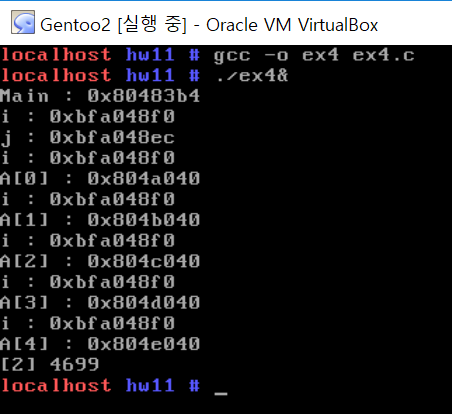 Gentoo2 [실행 중] - Oracle VM VirtualBox
localhost hw11 # gcc -o ex4 ex4.c
localhost hw11 # ./ex4&
Main : 0x80483b4
i : 0xbfa048f0
j : 0xbfa048ec
i : 0xbfa048f0
A[0] : 0x804a040
i : 0xbfa048f0
A[1] : 0x804b040
i : 0xbfa048f0
A[2] : 0x804c040
i : 0xbfa048f0
A[3] : 0x804d040
i : 0xbfa048f0
A[4] : 0x804e040
[2] 4699
localhost hw11 # _